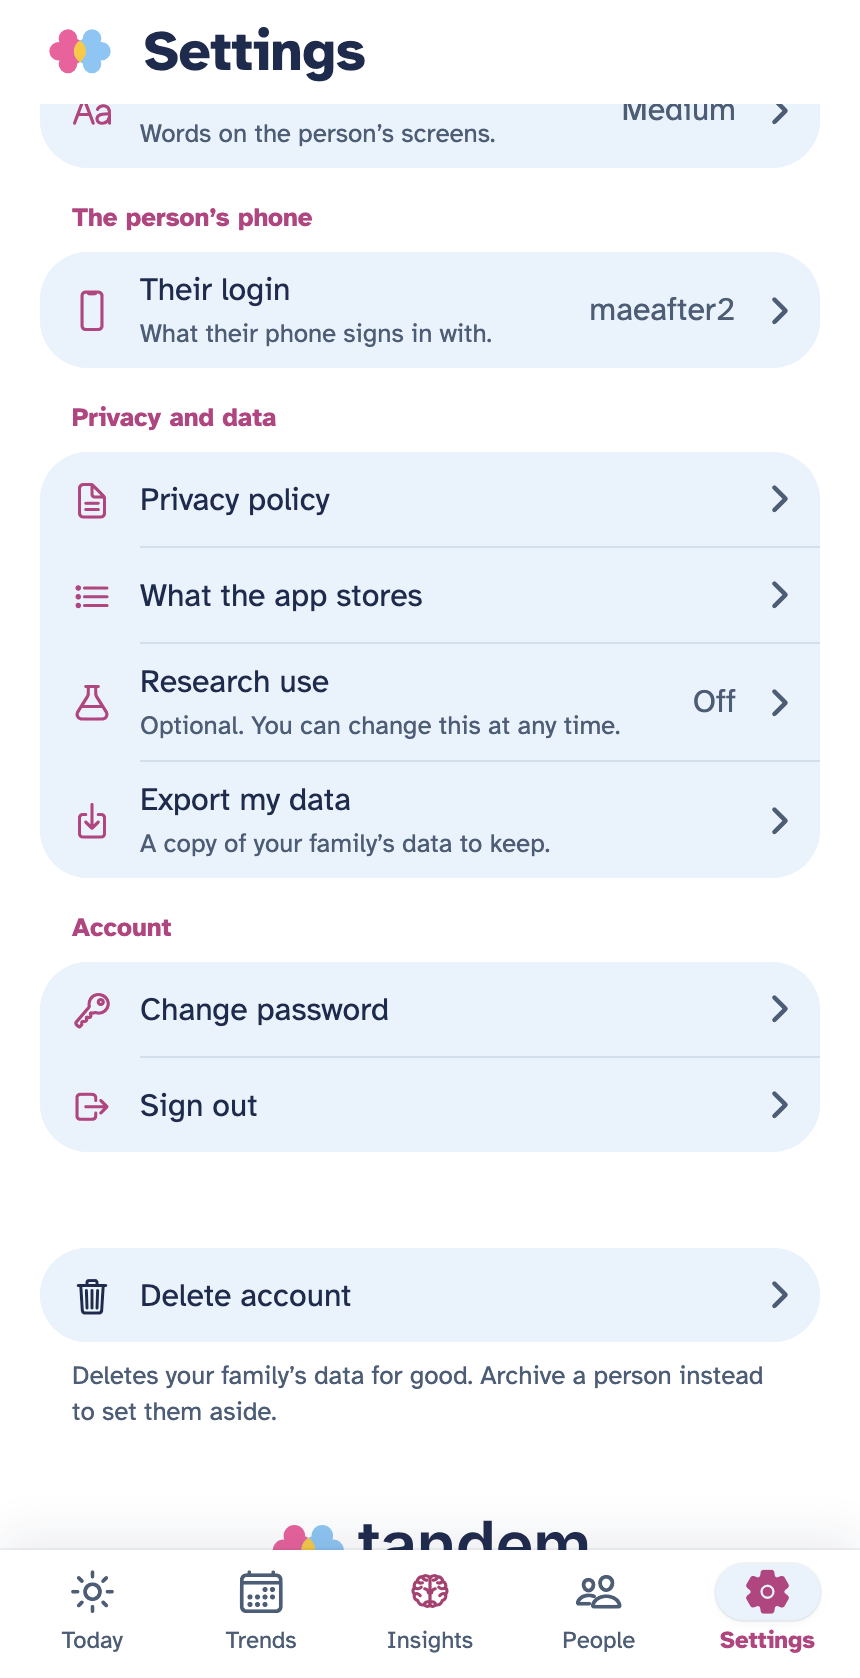 Settings
Aa
Medium
Words on the person’s screens.
The person’s phone
Their login
maeafter2
What their phone signs in with.
Privacy and data
Privacy policy
What the app stores
Research use
Off
Optional. You can change this at any time.
Export my data
A copy of your family’s data to keep.
Account
Change password
Sign out
Delete account
Deletes your family’s data for good. Archive a person instead
to set them aside.
tandem
Today
Trends
Insights
People
Settings